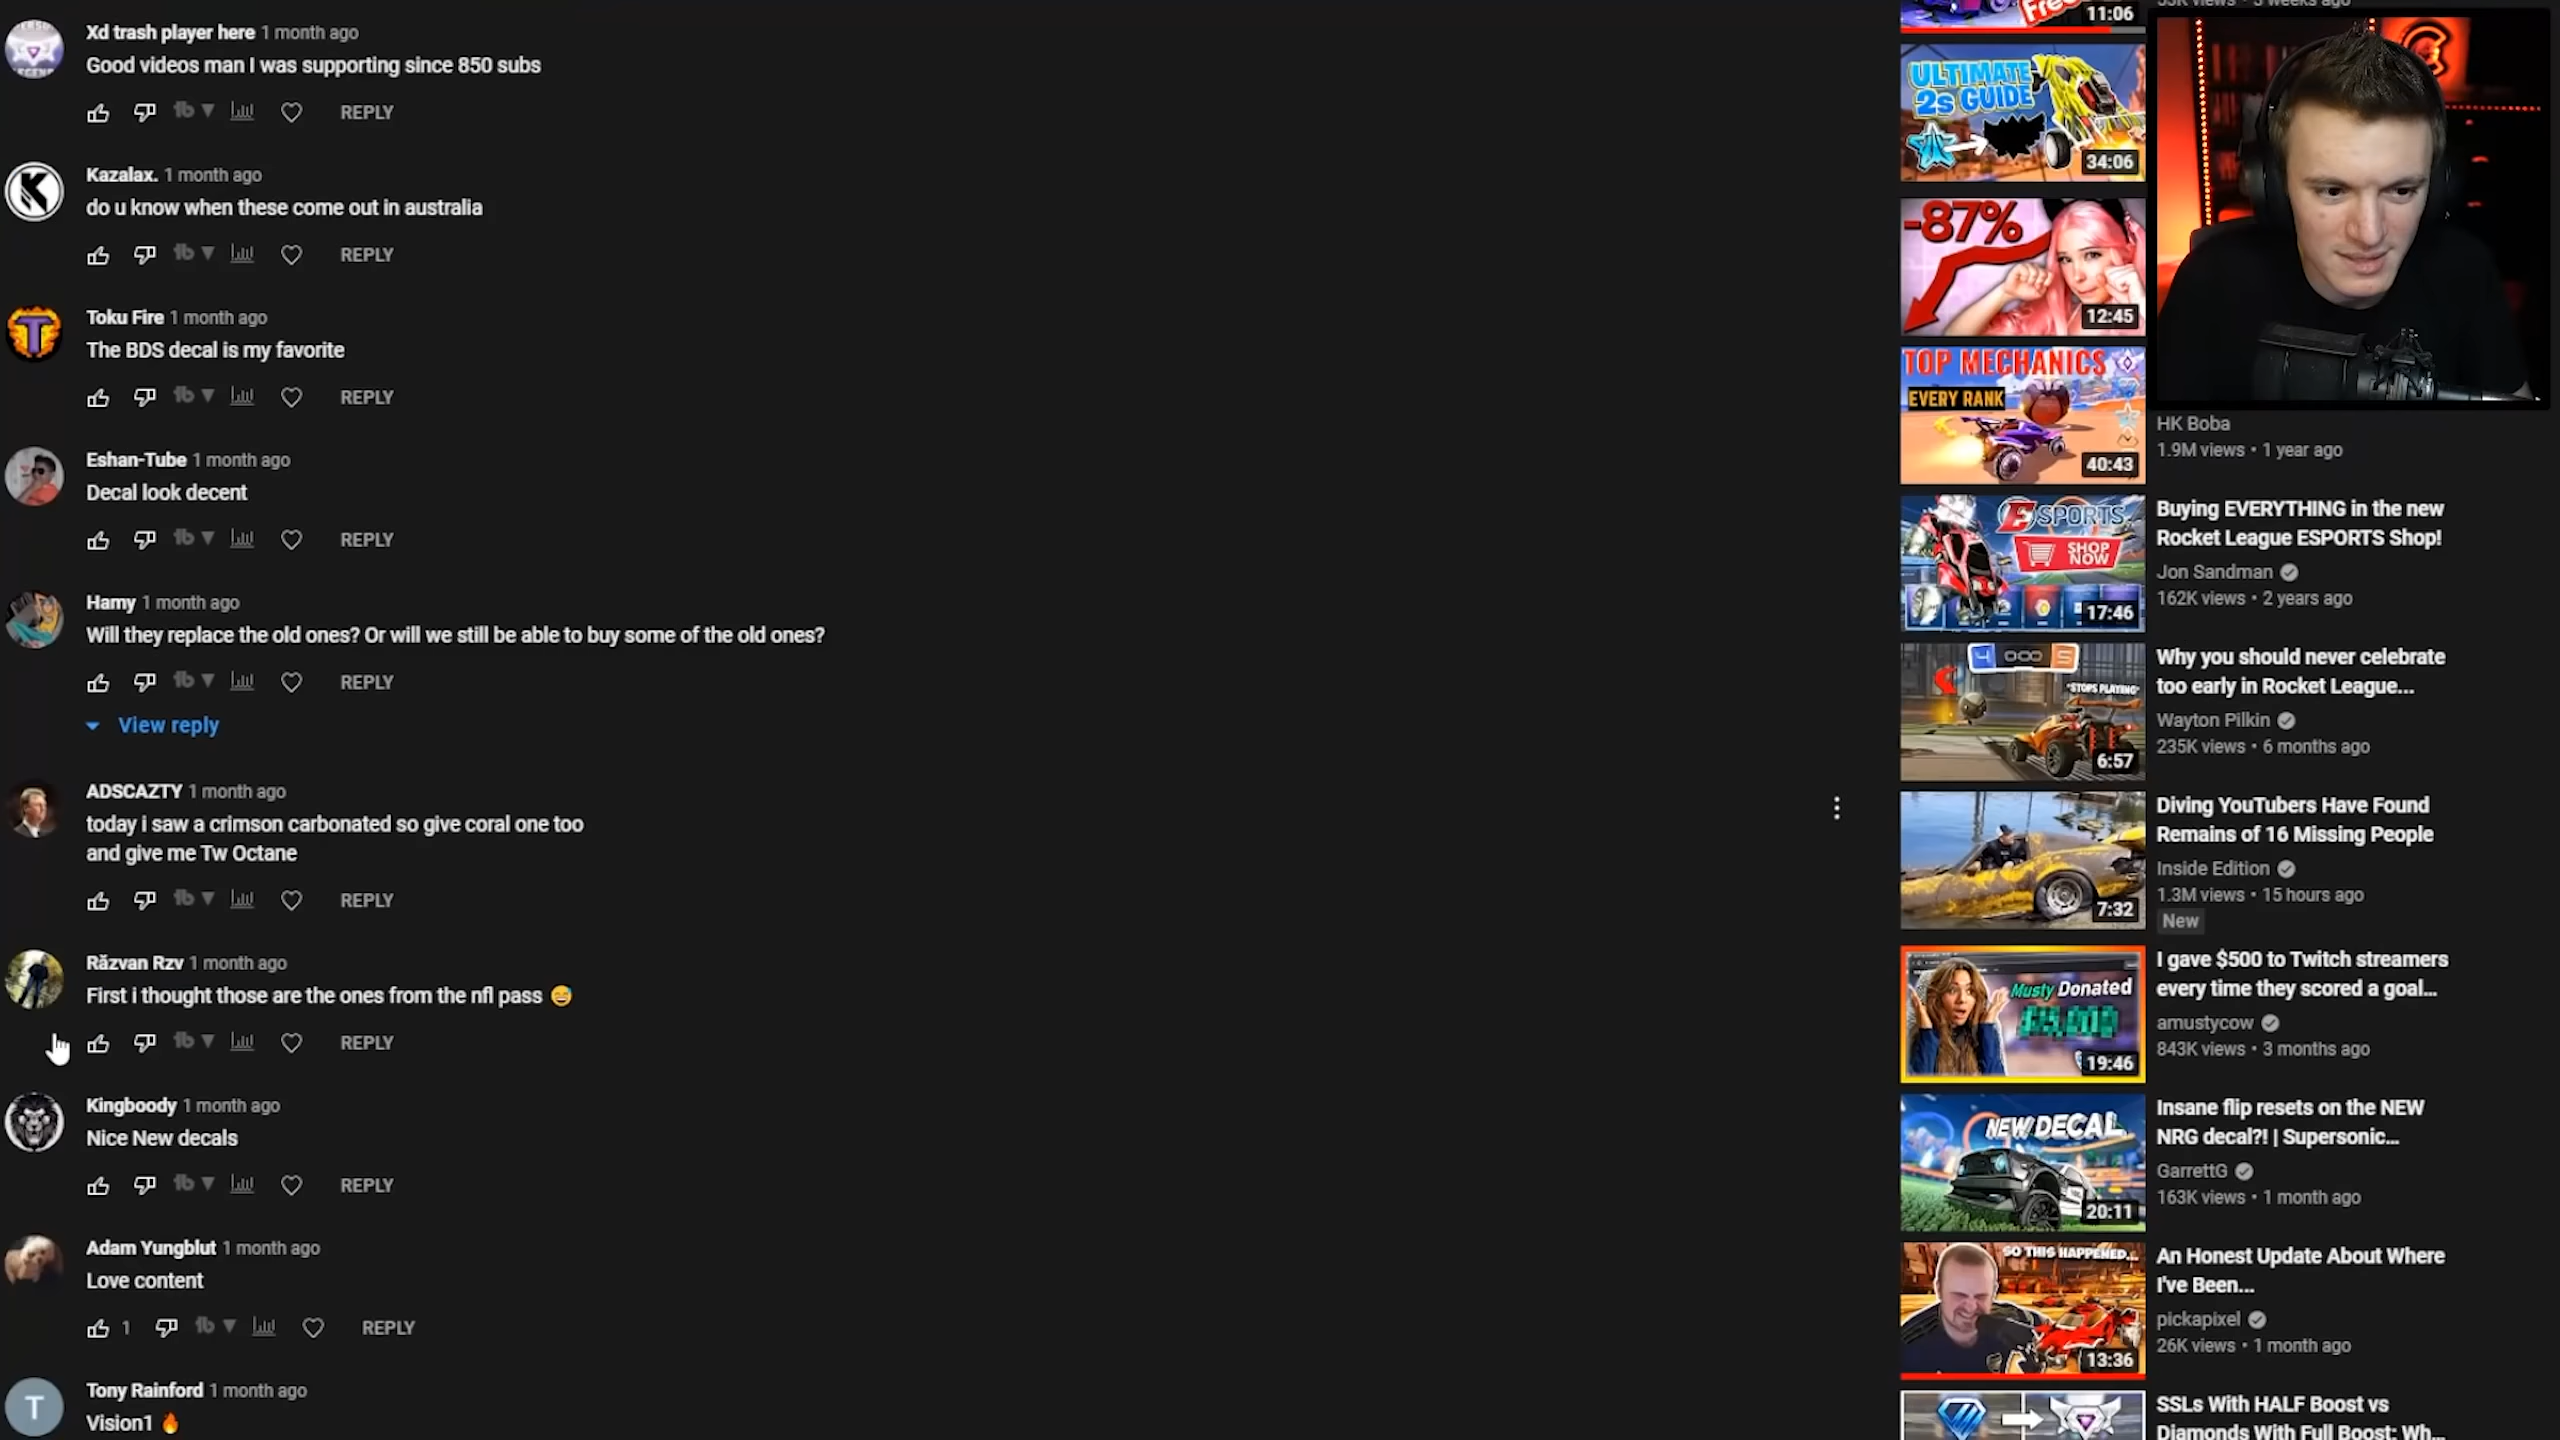 Xd trash player here 1 month ago
Good videos man I was supporting since 850 subs
REPLY
Kazalax. 1 month ago
do u know when these come out in australia
REPLY
Toku Fire 1 month ago
The BDS decal is my favorite
REPLY
Eshan-Tube 1 month ago
Decal look decent
REPLY
Hamy 1 month ago
Will they replace the old ones? Or will we still be able to buy some of the old ones?
REPLY
View reply
ADSCAZTY 1 month ago
today i saw a crimson carbonated so give coral one too
and give me Tw Octane
REPLY
Răzvan Rzv 1 month ago
First i thought those are the ones from the nfl pass 😅
REPLY
Kingboody 1 month ago
Nice New decals
REPLY
Adam Yungblut 1 month ago
Love content
1 REPLY
T
Tony Rainford 1 month ago
Vision1 🔥
11:06
ULTIMATE
2s GUIDE
34:06
-87%
12:45
TOP MECHANICS
EVERY RANK
40:43
HK Boba
1.9M views • 1 year ago
ESPORTS
SHOP
NOW
17:46
Buying EVERYTHING in the new
Rocket League ESPORTS Shop!
Jon Sandman
162K views • 2 years ago
4 000 5
*STOPS PLAYING*
6:57
Why you should never celebrate
too early in Rocket League...
Wayton Pilkin
235K views • 6 months ago
7:32
Diving YouTubers Have Found
Remains of 16 Missing People
Inside Edition
1.3M views • 15 hours ago
New
Musty Donated
19:46
I gave $500 to Twitch streamers
every time they scored a goal...
amustycow
843K views • 3 months ago
NEW DECAL
20:11
Insane flip resets on the NEW
NRG decal?! | Supersonic...
GarrettG
163K views • 1 month ago
SO THIS HAPPENED...
13:36
An Honest Update About Where
I've Been...
pickapixel
26K views • 1 month ago
SSLs With HALF Boost vs
Diamonds With Full Boost: Wh...